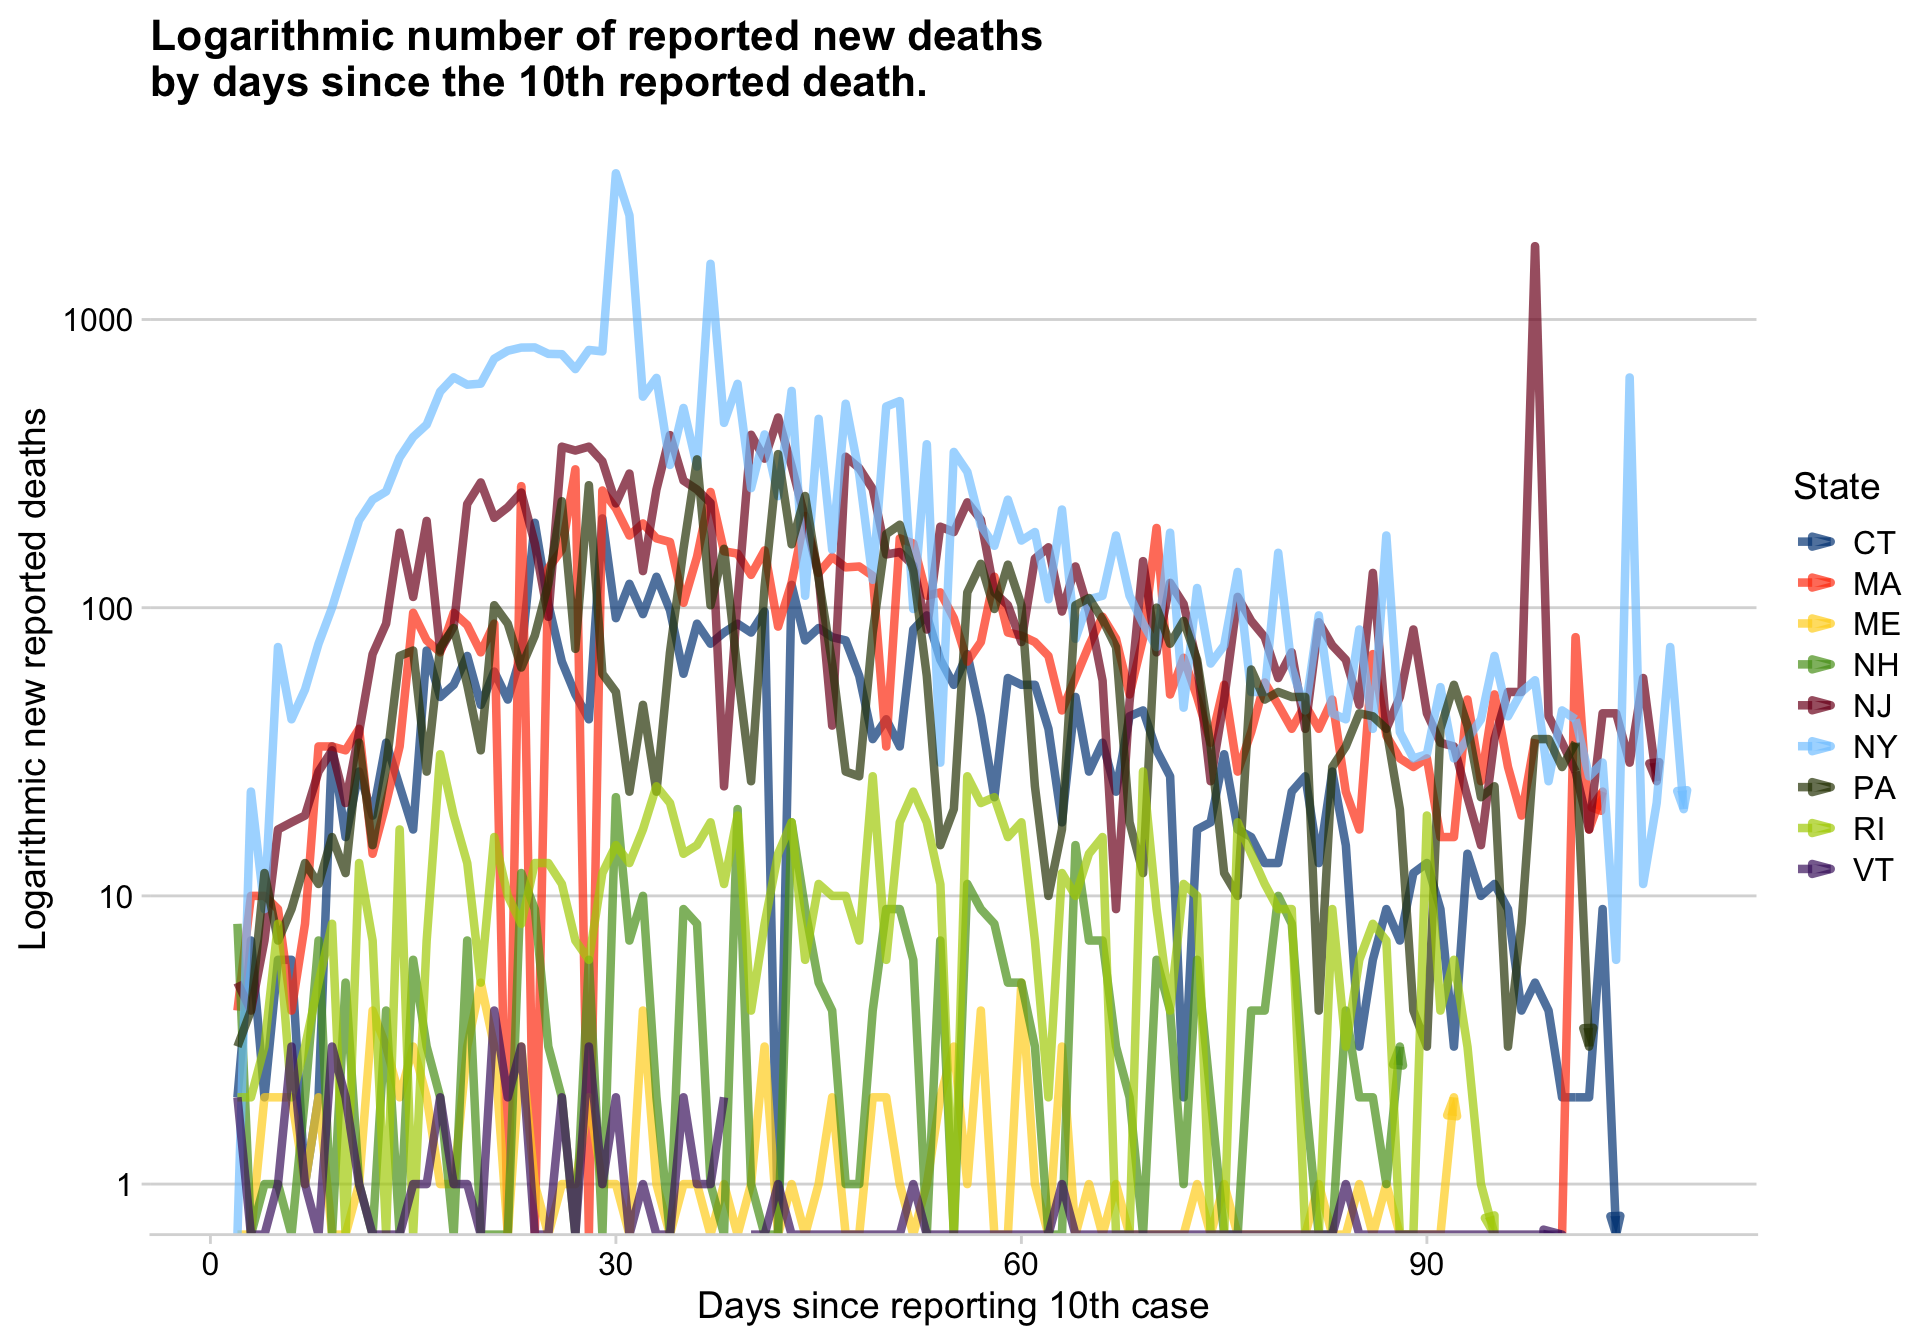 Logarithmic number of reported new deaths
by days since the 10th reported death.
Logarithmic new reported deaths
1000
100
10
1
0
30
60
90
Days since reporting 10th case
State
CT
MA
ME
NH
NJ
NY
PA
RI
VT